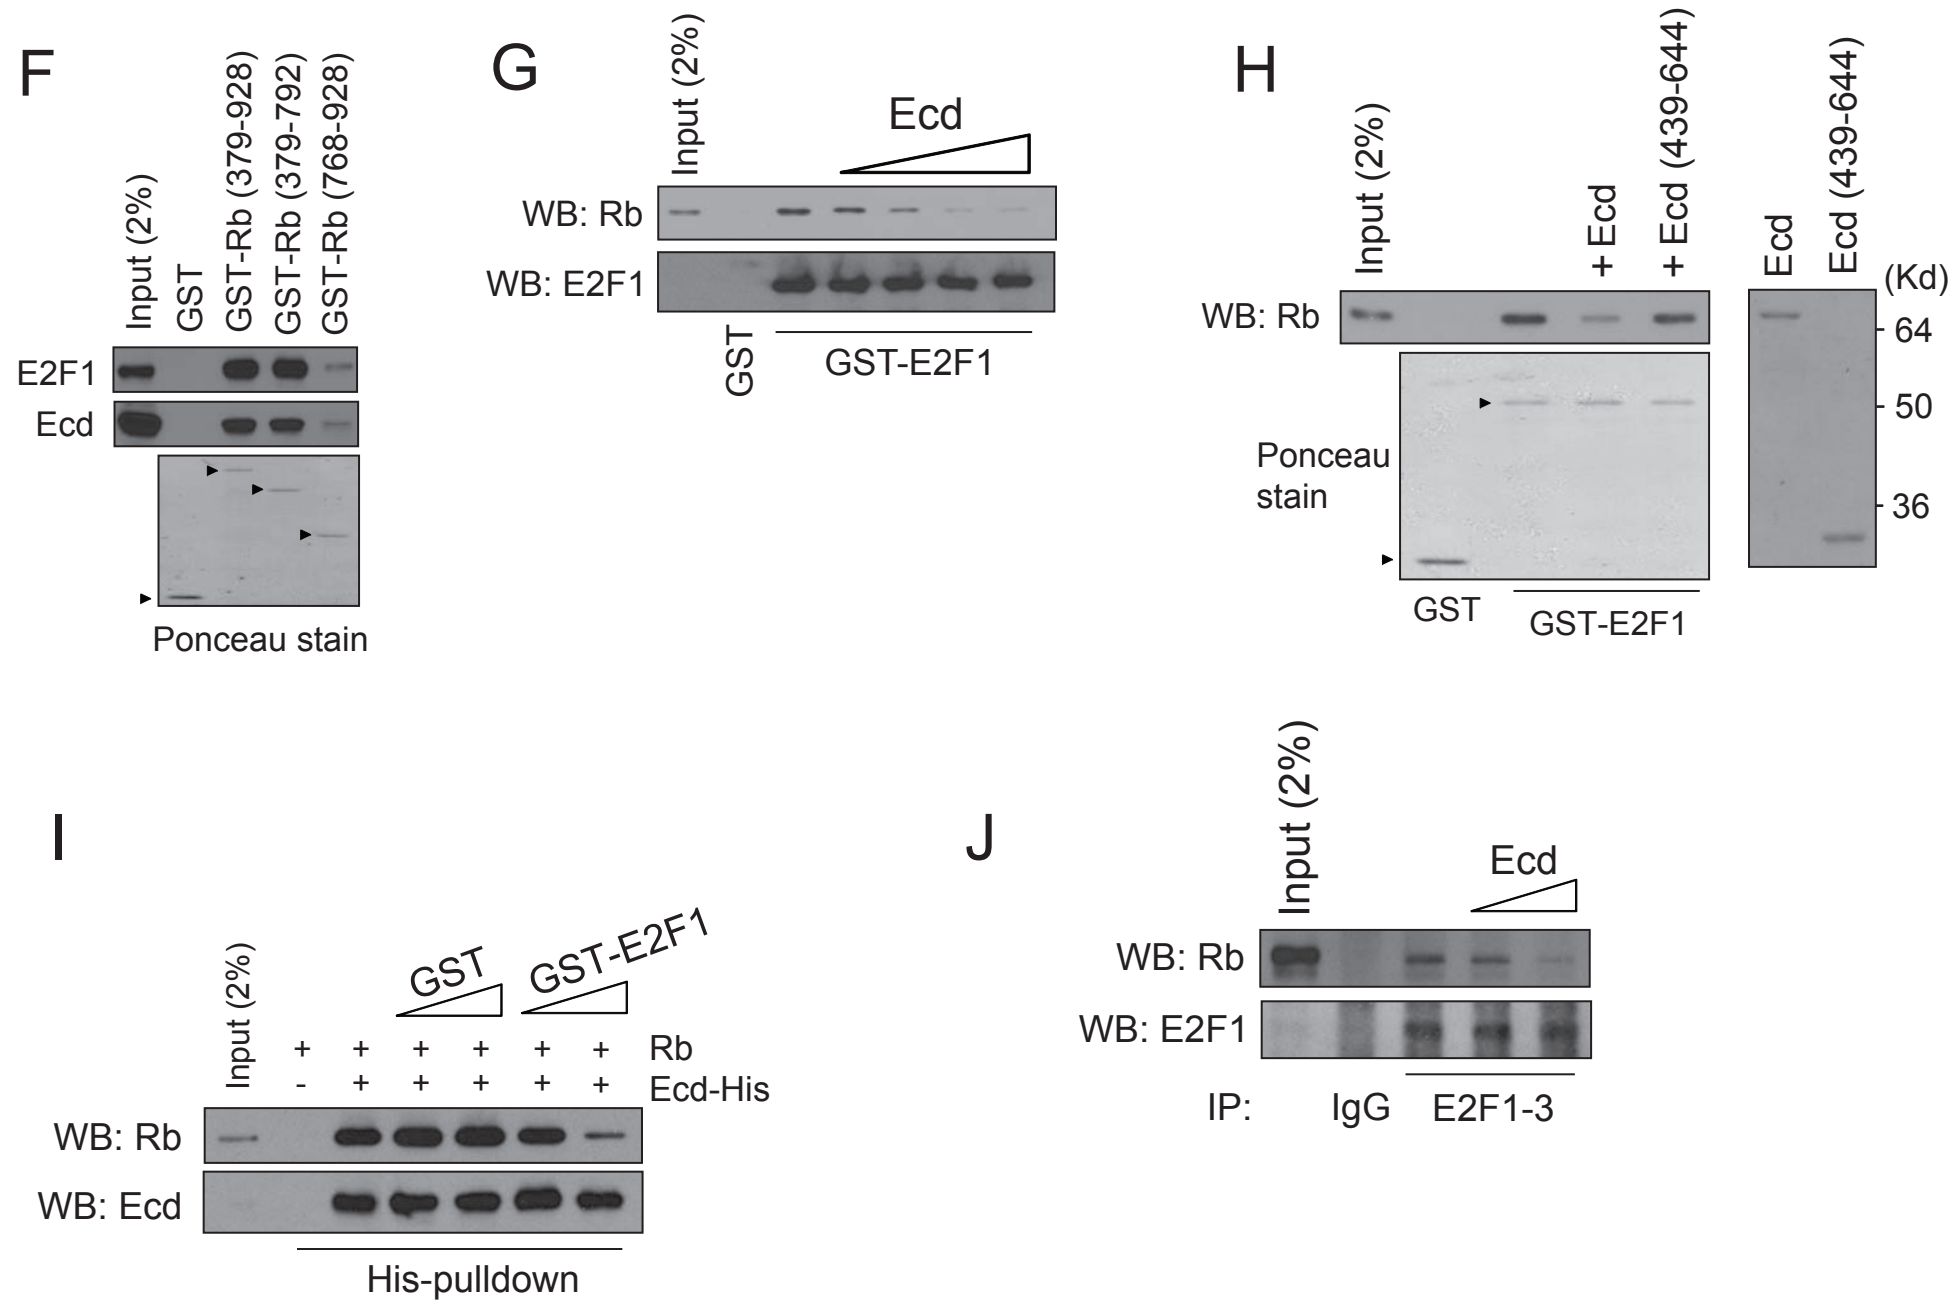 F
Input (2%)
GST
GST-Rb (379-928)
GST-Rb (379-792)
GST-Rb (768-928)
E2F1
Ecd
Ponceau stain
G
Input (2%)
Ecd
WB: Rb
WB: E2F1
GST
GST-E2F1
H
Input (2%)
+ Ecd
+ Ecd (439-644)
Ecd
Ecd (439-644)
(Kd)
WB: Rb
64
50
36
Ponceau
stain
GST
GST-E2F1
I
Input (2%)
GST
GST-E2F1
+ + + + + + Rb
- + + + + + Ecd-His
WB: Rb
WB: Ecd
His-pulldown
J
Input (2%)
Ecd
WB: Rb
WB: E2F1
IP: IgG E2F1-3